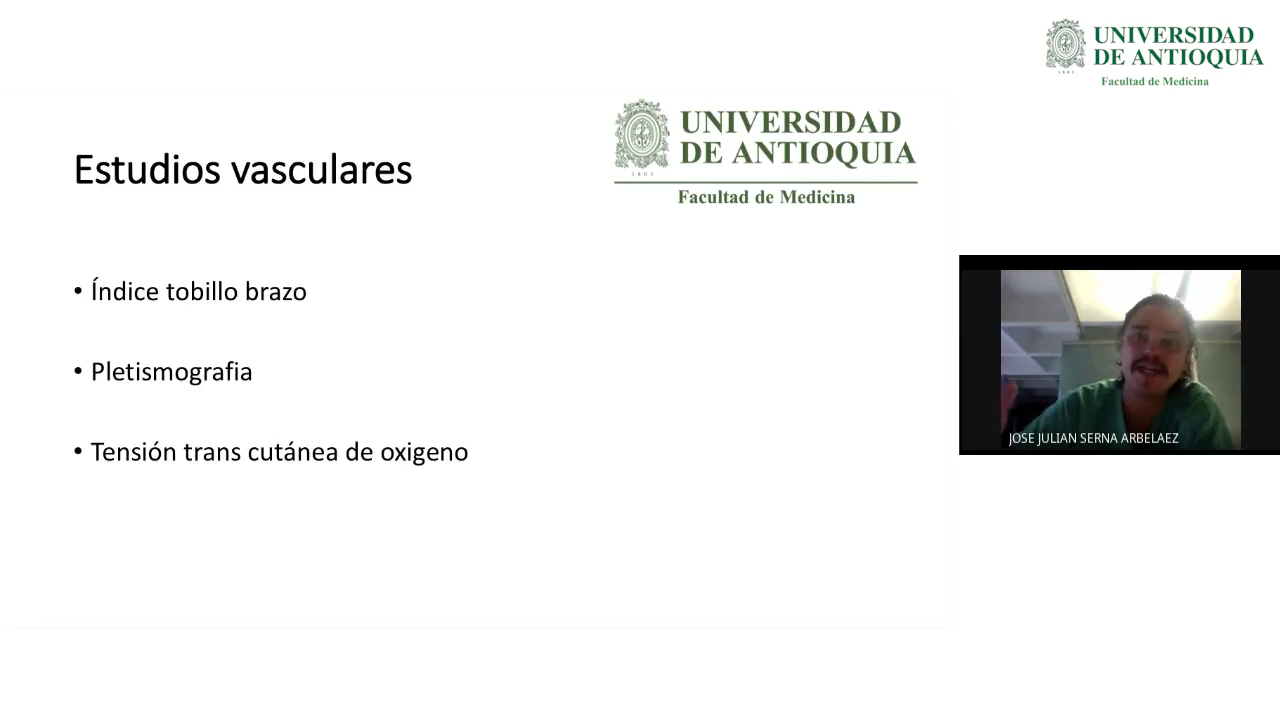 UNIVERSIDAD
DE ANTIOQUIA
Facultad de Medicina
UNIVERSIDAD
DE ANTIOQUIA
1803
Facultad de Medicina
Estudios vasculares
• Índice tobillo brazo
• Pletismografia
• Tensión trans cutánea de oxigeno
JOSE JULIAN SERNA ARBELAEZ